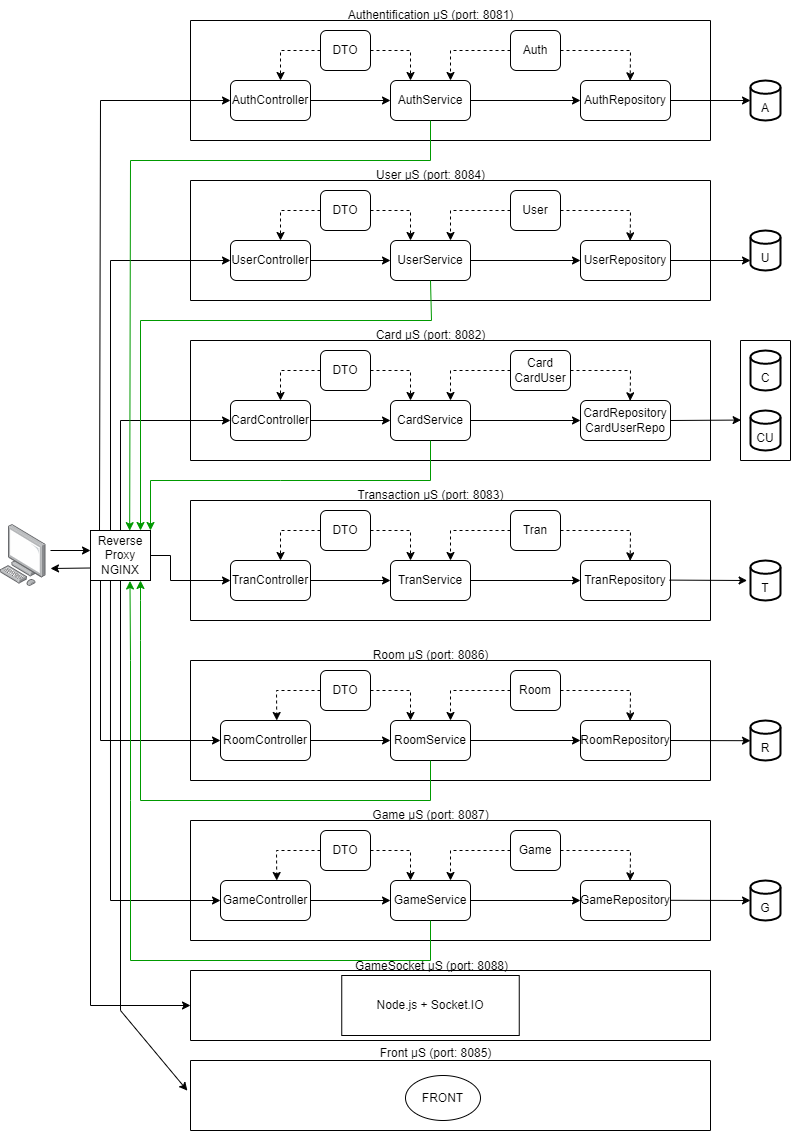 Authentification µS (port: 8081)
DTO
Auth
AuthController
AuthService
AuthRepository
A
User µS (port: 8084)
DTO
User
UserController
UserService
UserRepository
U
Card µS (port: 8082)
DTO
Card
CardUser
C
CardController
CardService
CardRepository
CardUserRepo
CU
Transaction µS (port: 8083)
DTO
Tran
Reverse
Proxy
NGINX
TranController
TranService
TranRepository
T
Room µS (port: 8086)
DTO
Room
RoomController
RoomService
RoomRepository
R
Game µS (port: 8087)
DTO
Game
GameController
GameService
GameRepository
G
GameSocket µS (port: 8088)
Node.js + Socket.IO
Front µS (port: 8085)
FRONT